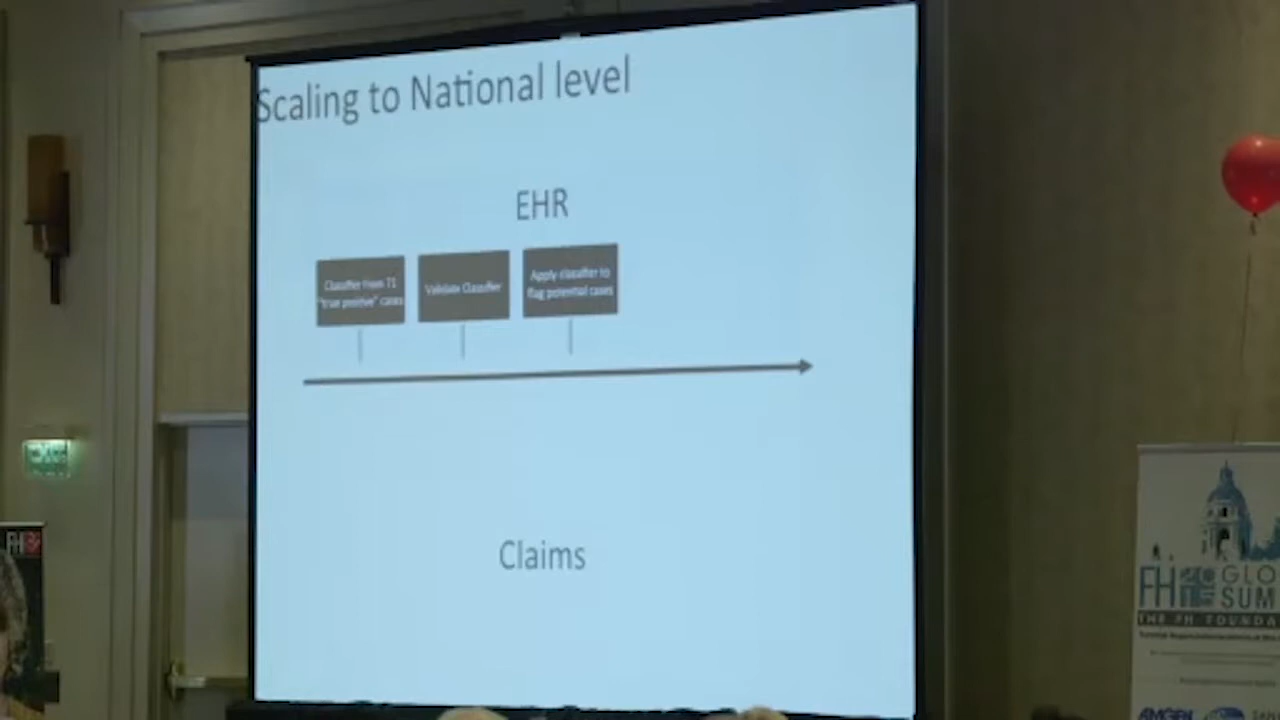 Scaling to National level
EHR
Classifier From 71
"true positive" cases
Validate Classifier
Apply classifier to
flag potential cases
Claims
FH
FH
GLO
SUM
THE FH FOUNDA